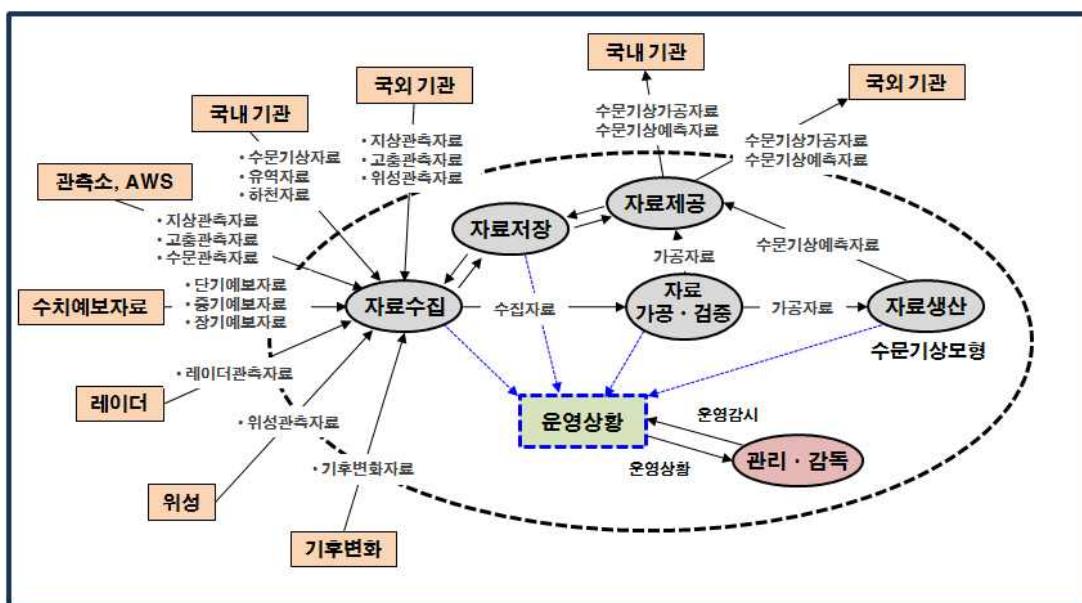 국내 기관
국외 기관
수문기상가공자료
수문기상예측자료
수문기상가공자료
수문기상예측자료
국외 기관
• 지상관측자료
• 고층관측자료
• 위성관측자료
국내 기관
• 수문기상자료
• 유역자료
• 하천자료
관측소, AWS
• 지상관측자료
• 고층관측자료
• 수문관측자료
수치예보자료
• 단기예보자료
• 중기예보자료
• 장기예보자료
레이더
• 레이더관측자료
위성
• 위성관측자료
기후변화
• 기후변화자료
자료수집
자료저장
자료제공
수집자료
가공자료
자료
가공 · 검증
가공자료
수문기상예측자료
자료생산
수문기상모형
운영상황
운영감시
운영상황
관리 · 감독